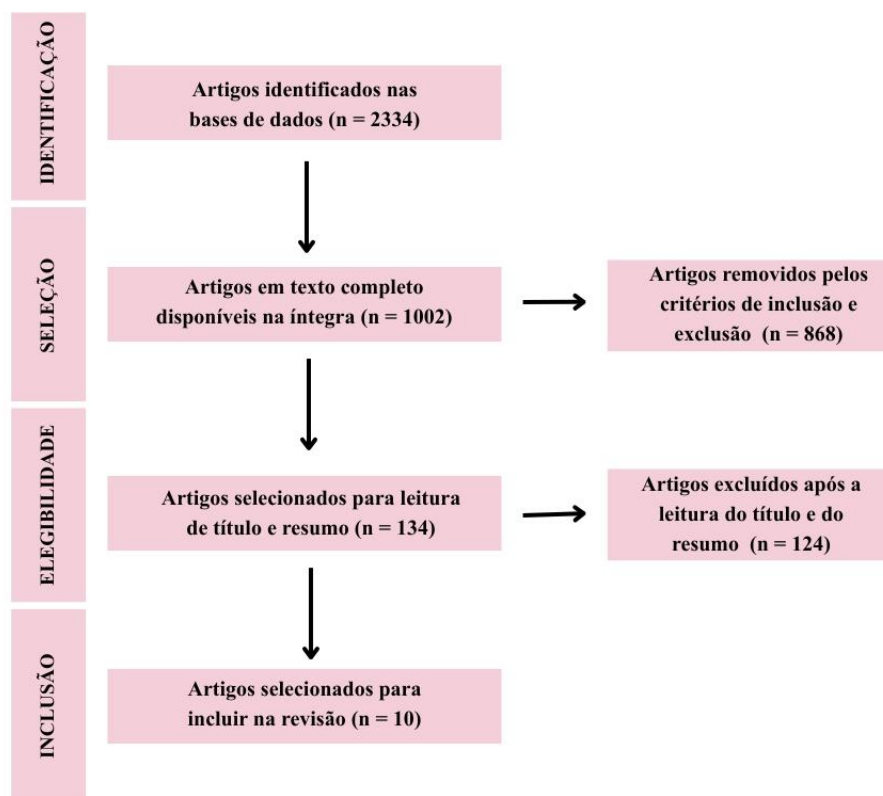 IDENTIFICAÇÃO
Artigos identificados nas
bases de dados (n = 2334)
SELEÇÃO
Artigos em texto completo
disponíveis na íntegra (n = 1002)
Artigos removidos pelos
critérios de inclusão e
exclusão (n = 868)
ELEGIBILIDADE
Artigos selecionados para leitura
de título e resumo (n = 134)
Artigos excluídos após a
leitura do título e do
resumo (n = 124)
INCLUSÃO
Artigos selecionados para
incluir na revisão (n = 10)